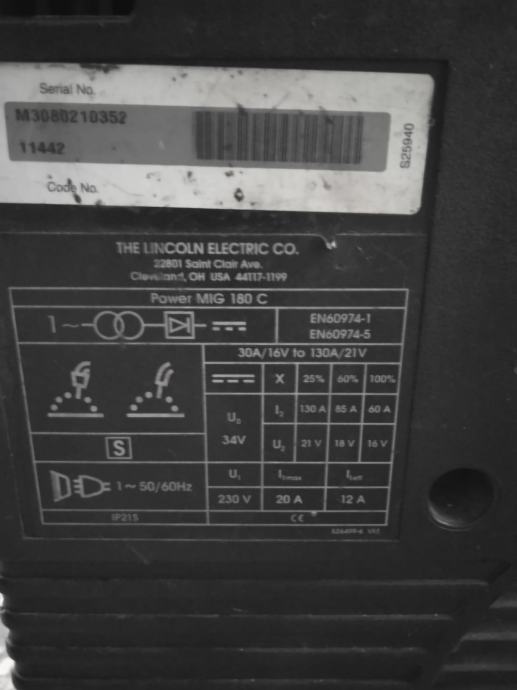 Serial No.
M3080210352
11442
Code No.
S25940
THE LINCOLN ELECTRIC CO.
22801 Saint Clair Ave.
Cleveland, OH USA 44117-1199
Power MIG 180 C
1~
EN60974-1
EN60974-5
30A/16V to 130A/21V
X 25% 60% 100%
U₀ 34V
I₂ 130 A 85 A 60 A
U₂ 21 V 18 V 16 V
S
1~ 50/60Hz
U₁ I₁max I₁eff
230 V 20 A 12 A
IP21S
CE